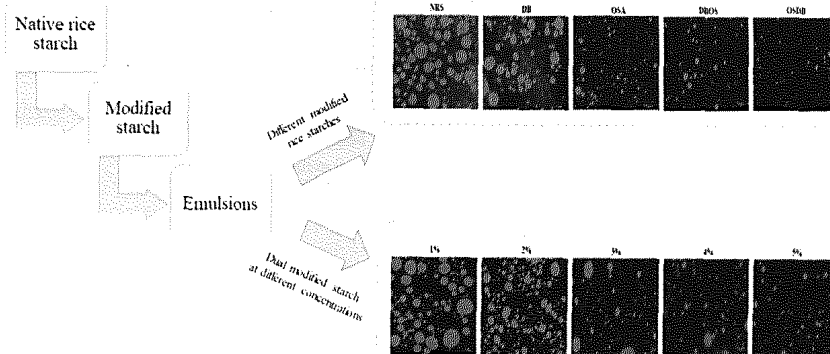 Native rice
starch
Modified
starch
Emulsions
Different modified
rice starches
NRS DB OSA DBOS OSDB
Dual modified starch
at different concentrations
1% 2% 3% 4% 5%